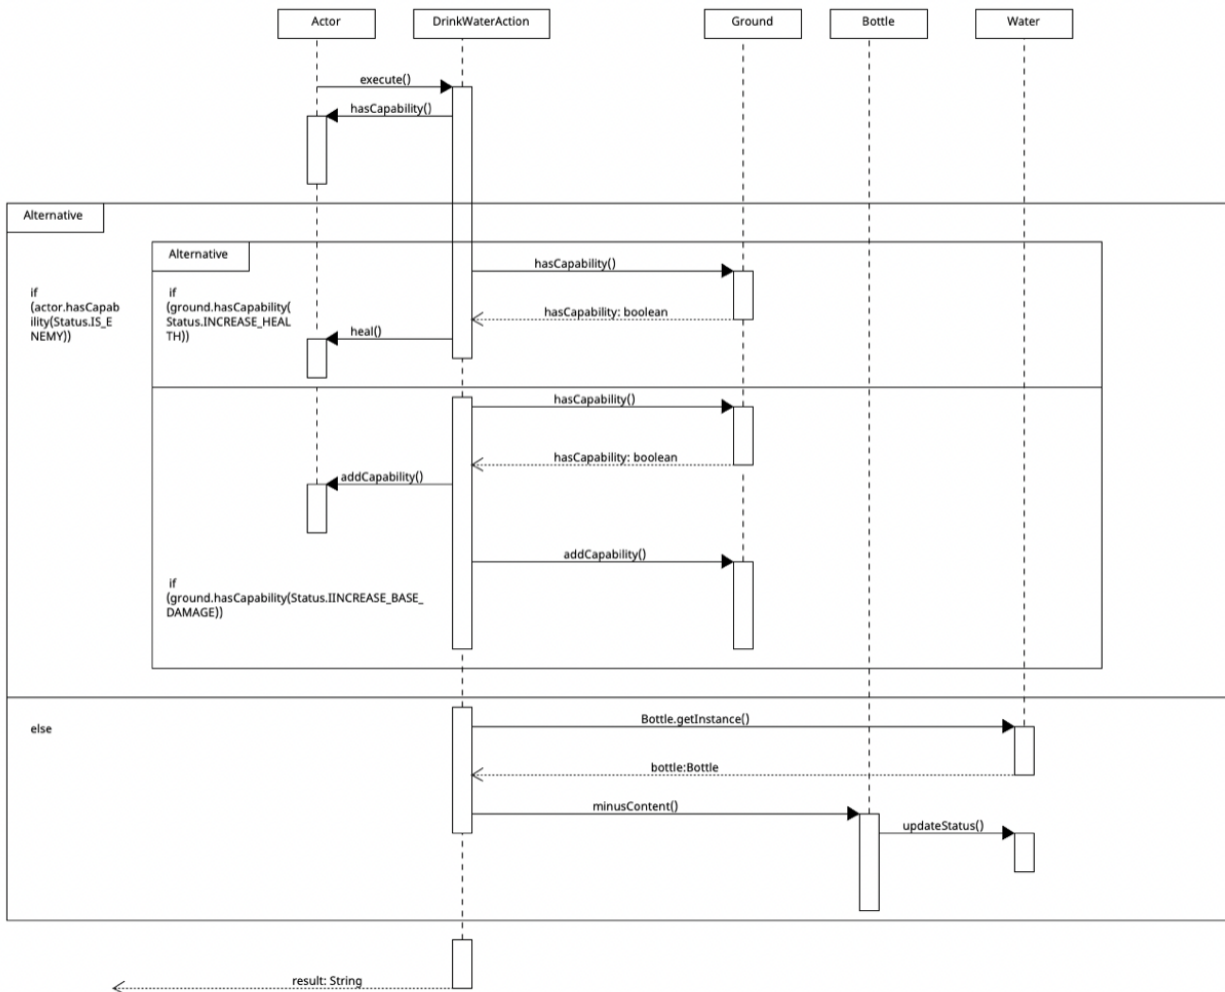 Actor
DrinkWaterAction
Ground
Bottle
Water
execute()
hasCapability()
Alternative
Alternative
hasCapability()
if
(actor.hasCapab
ility(Status.IS_E
NEMY))
if
(ground.hasCapability(
Status.INCREASE_HEAL
TH))
hasCapability: boolean
heal()
hasCapability()
hasCapability: boolean
addCapability()
addCapability()
if
(ground.hasCapability(Status.IINCREASE_BASE_
DAMAGE))
else
Bottle.getInstance()
bottle:Bottle
minusContent()
updateStatus()
result: String